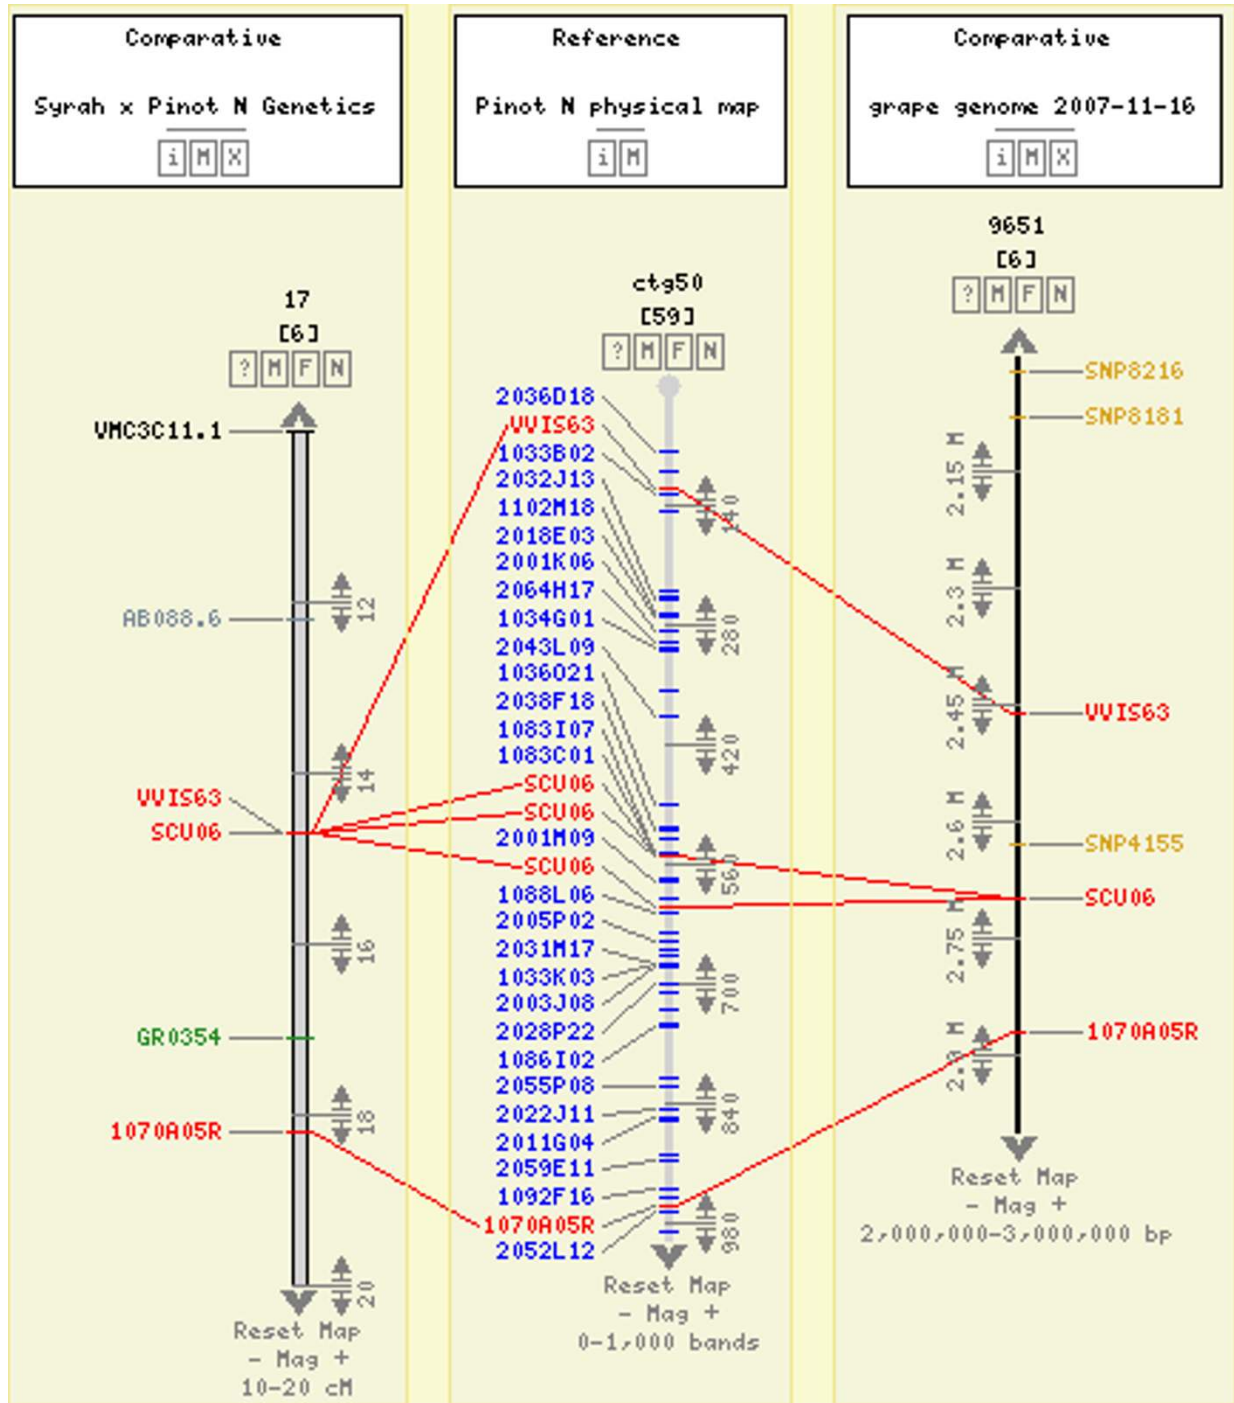 Comparative
Syrah x Pinot N Genetics
i M X
17
[6]
? M F N
VMC3C11.1
AB088.6
VVIS63
SCU06
GR0354
1070A05R
12
14
16
18
20
Reset Map
- Mag +
10-20 cM
Reference
Pinot N physical map
i M
ctg50
[59]
? M F N
2036D18
VVIS63
1033B02
2032J13
1102M18
2018E03
2001K06
2064H17
1034G01
2043L09
1036O21
2038F18
1083I07
1083C01
SCU06
SCU06
2001M09
SCU06
1088L06
2005P02
2031M17
1033K03
2003J08
2028P22
1086I02
2055P08
2022J11
2011G04
2059E11
1092F16
1070A05R
2052L12
140
280
420
560
700
840
980
Reset Map
- Mag +
0-1,000 bands
Comparative
grape genome 2007-11-16
i M X
9651
[6]
? M F N
2.15 M
2.3 M
2.45 M
2.6 M
2.75 M
2.9 M
SNP8216
SNP8181
VVIS63
SNP4155
SCU06
1070A05R
Reset Map
- Mag +
2,000,000-3,000,000 bp